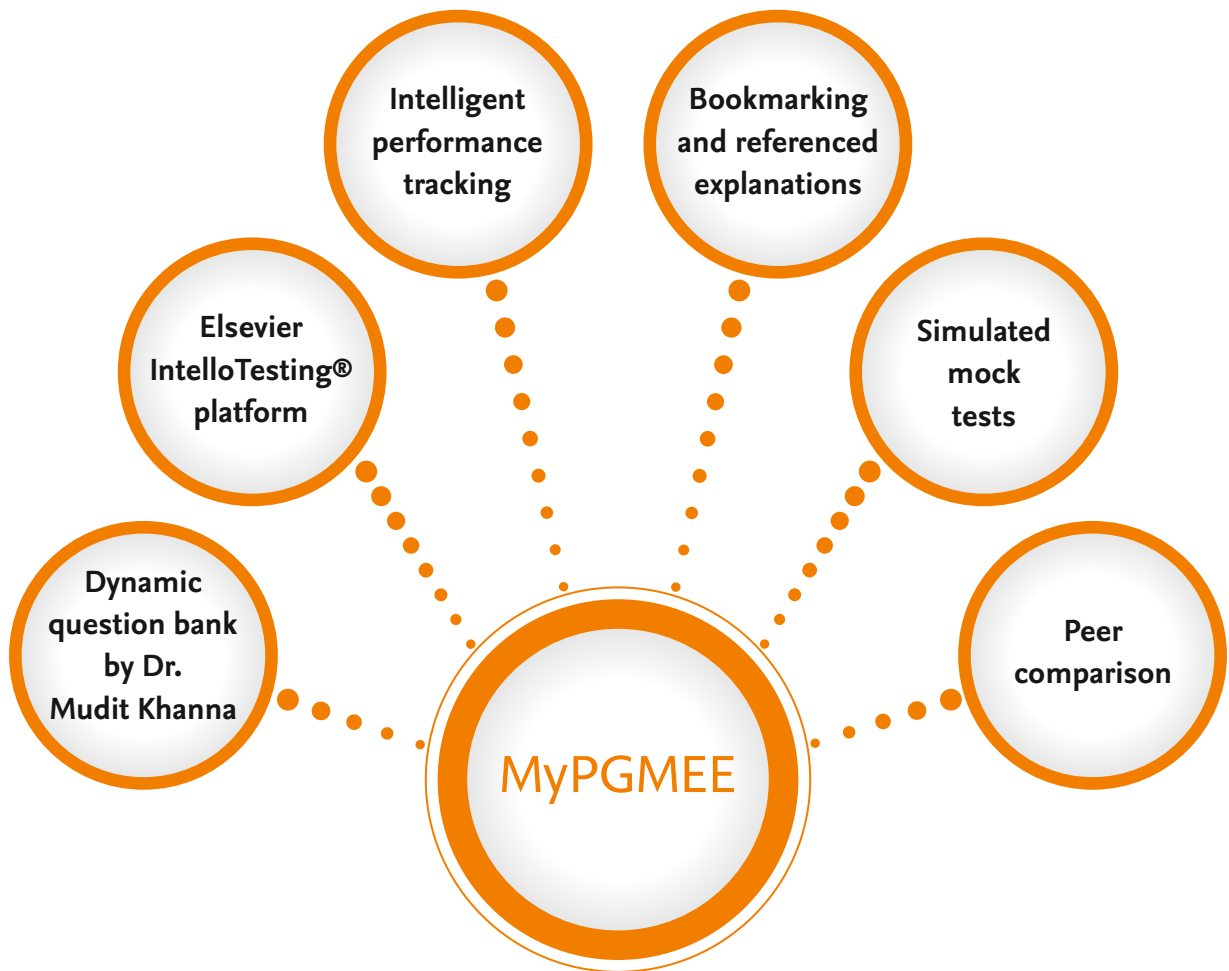 Intelligent
performance
tracking
Bookmarking
and referenced
explanations
Elsevier
IntelloTesting®
platform
Simulated
mock
tests
Dynamic
question bank
by Dr.
Mudit Khanna
Peer
comparison
MyPGMEE